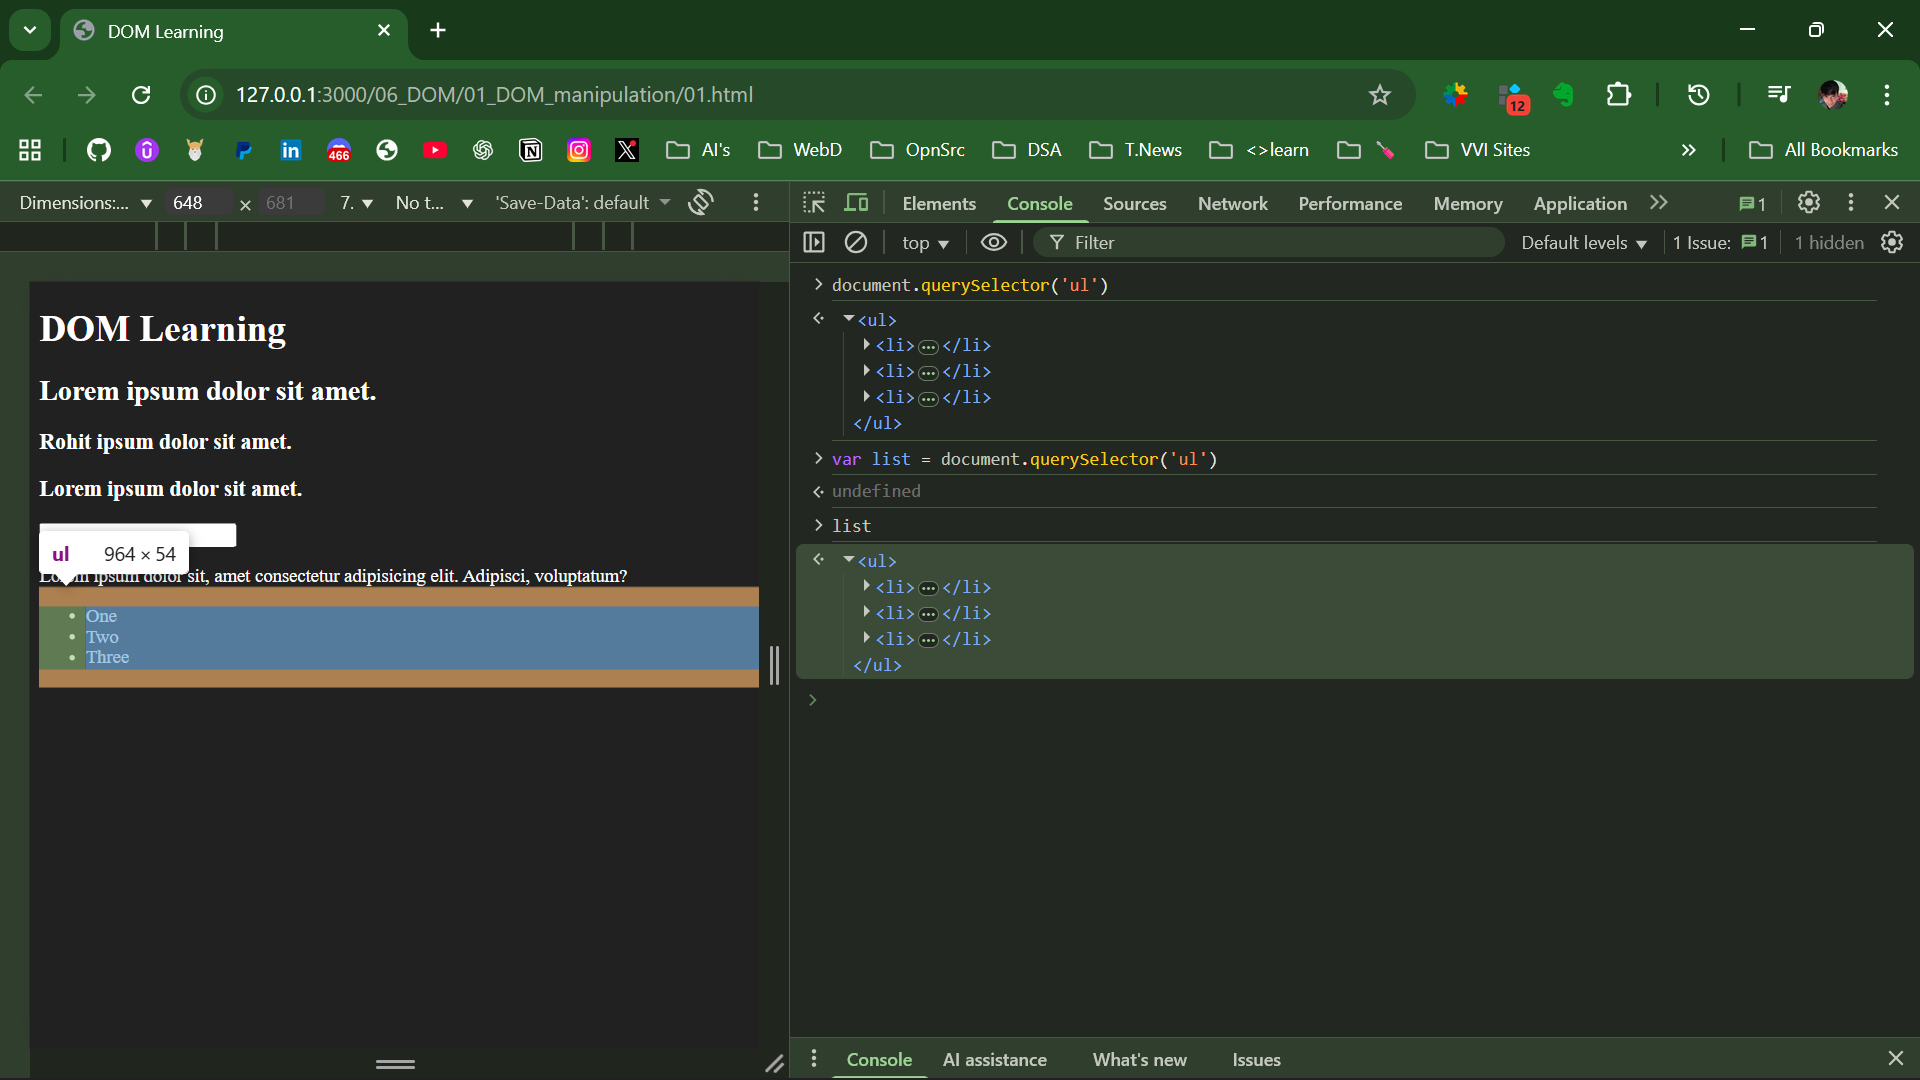 DOM Learning
127.0.0.1:3000/06_DOM/01_DOM_manipulation/01.html
12
466
AI's
WebD
OpnSrc
DSA
T.News
<>learn
VVI Sites
All Bookmarks
Dimensions:... 648 × 681 7. No t... 'Save-Data': default
Elements Console Sources Network Performance Memory Application 1
top Filter Default levels 1 Issue: 1 1 hidden
DOM Learning
Lorem ipsum dolor sit amet.
Rohit ipsum dolor sit amet.
Lorem ipsum dolor sit amet.
ul 964 × 54
Lorem ipsum dolor sit, amet consectetur adipisicing elit. Adipisci, voluptatum?
One
Two
Three
document.querySelector('ul')
<ul>
<li>…</li>
<li>…</li>
<li>…</li>
</ul>
var list = document.querySelector('ul')
undefined
list
<ul>
<li>…</li>
<li>…</li>
<li>…</li>
</ul>
Console AI assistance What's new Issues